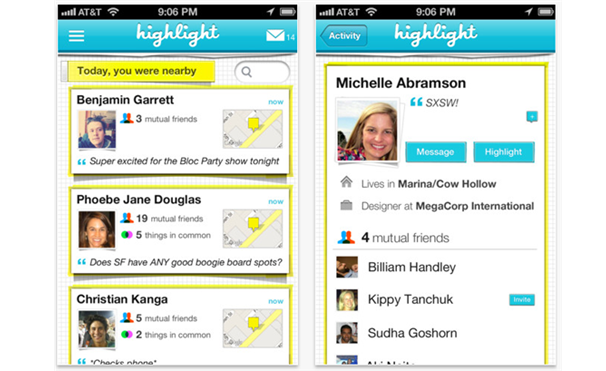 AT&T 9:06 PM
highlight
14
Today, you were nearby
Benjamin Garrett
now
3 mutual friends
Super excited for the Bloc Party show tonight
Phoebe Jane Douglas
now
19 mutual friends
5 things in common
Does SF have ANY good boogie board spots?
Christian Kanga
now
5 mutual friends
2 things in common
*Checks phone*
AT&T 9:06 PM
Activity
highlight
Michelle Abramson
SXSW!
Message
Highlight
Lives in Marina/Cow Hollow
Designer at MegaCorp International
4 mutual friends
Billiam Handley
Kippy Tanchuk
Invite
Sudha Goshorn